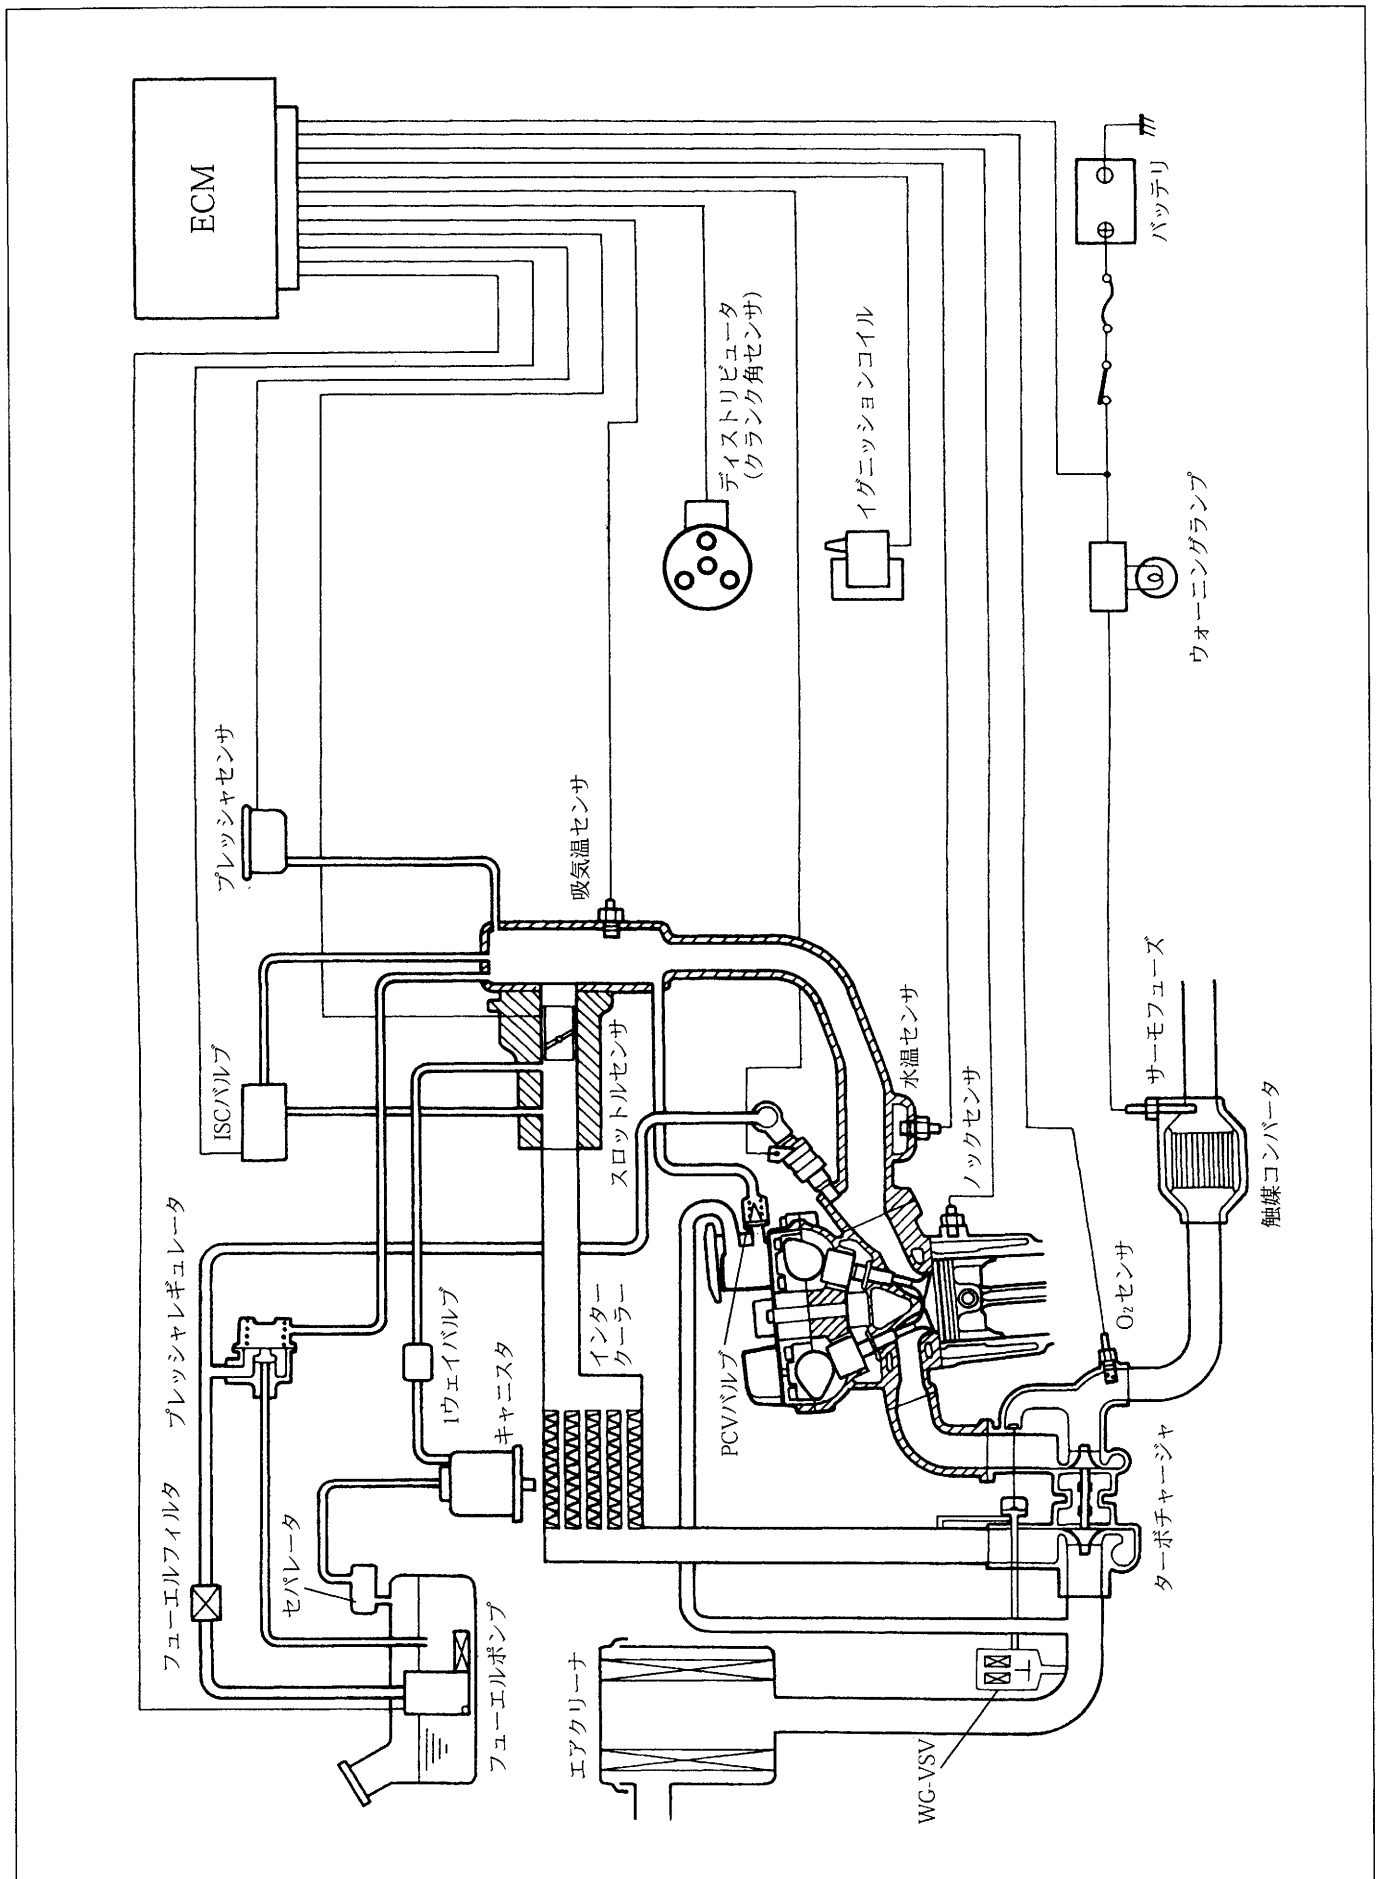 ECM
プレッシャセンサ
ISCバルブ
プレッシャレギュレータ
フューエルフィルタ
セパレータ
フューエルポンプ
1ウェイバルブ
キャニスタ
吸気温センサ
スロットルセンサ
インター
クーラー
エアクリーナ
ディストリビュータ
(クランク角センサ)
イグニッションコイル
PCVバルブ
水温センサ
ノックセンサ
WG-VSV
バッテリ
ウォーニングランプ
サーモフューズ
触媒コンバータ
O₂センサ
ターボチャージャ